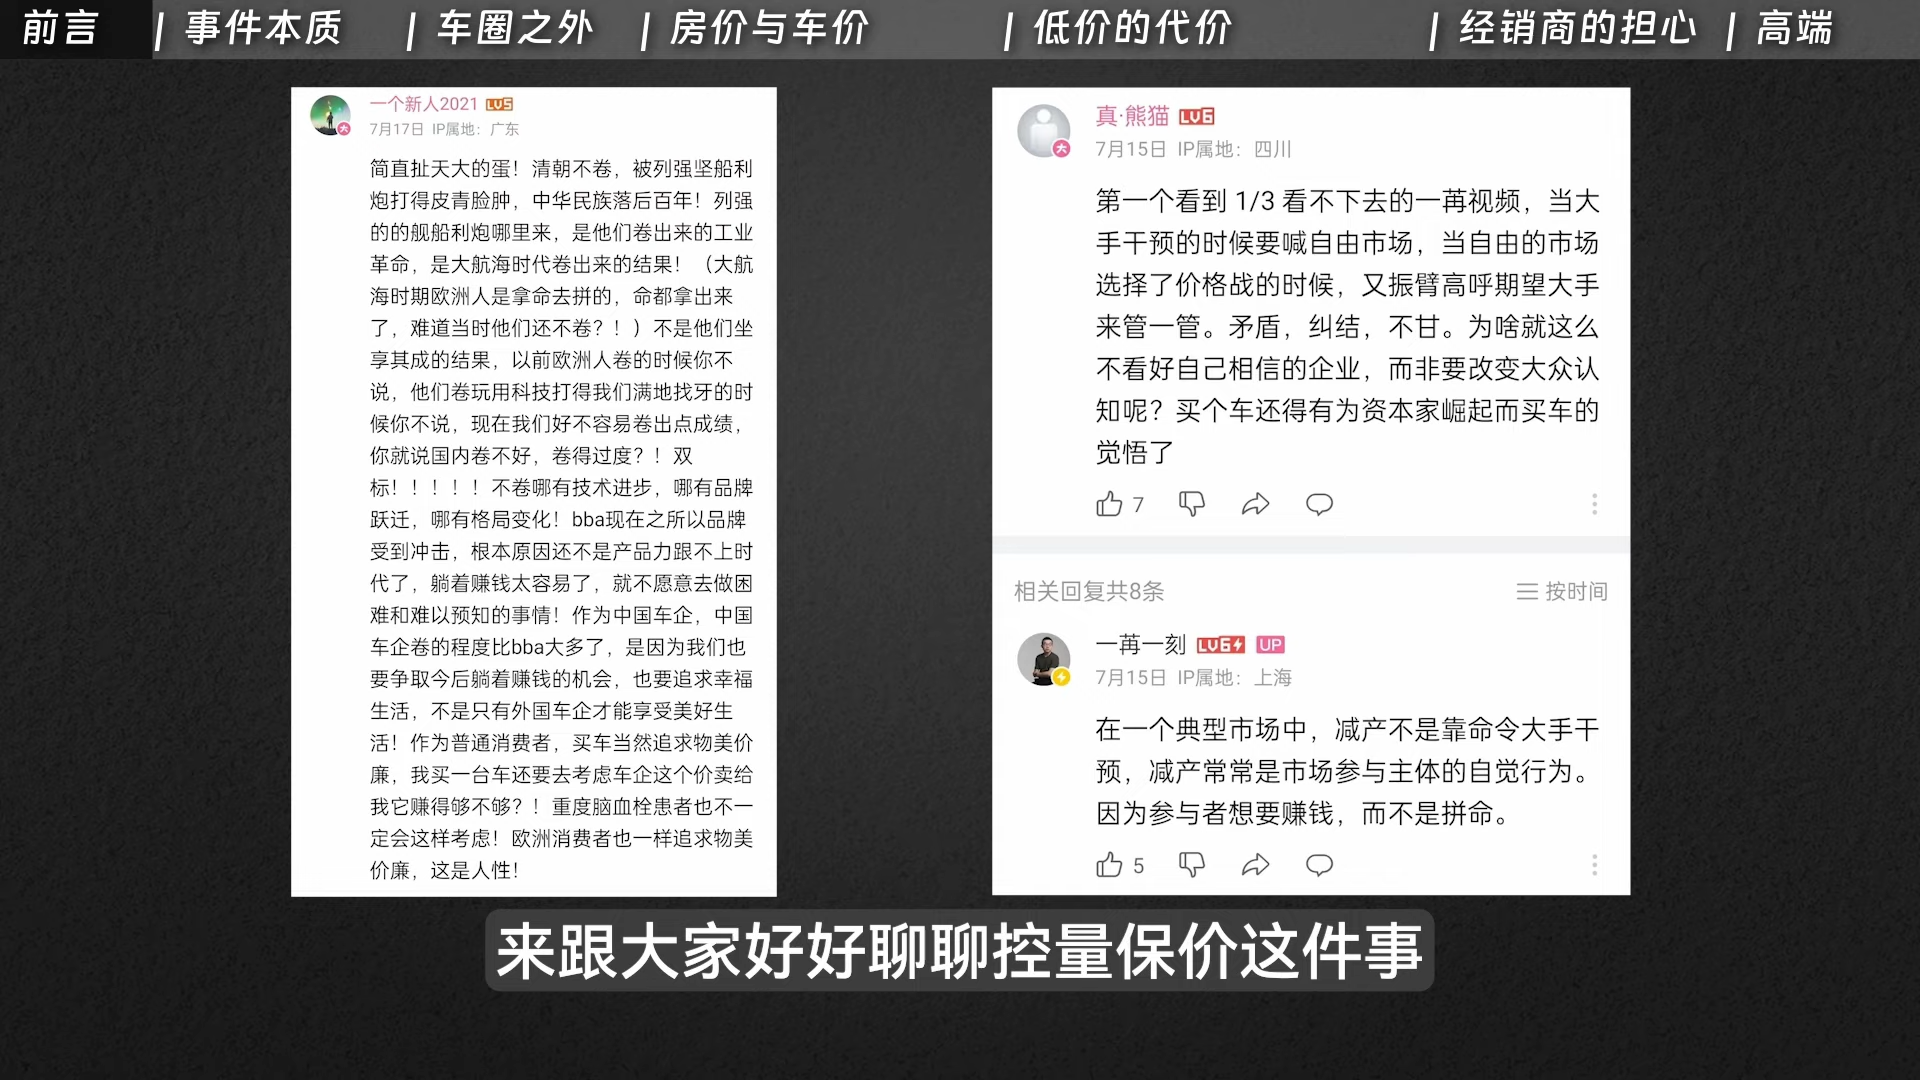 前言 | 事件本质 | 车圈之外 | 房价与车价 | 低价的代价 | 经销商的担心 | 高端
一个新人2021 LV5
7月17日 IP属地：广东
简直扯天大的蛋！清朝不卷，被列强坚船利
炮打得皮青脸肿，中华民族落后百年！列强
的的舰船利炮哪里来，是他们卷出来的工业
革命，是大航海时代卷出来的结果！（大航
海时期欧洲人是拿命去拼的，命都拿出来
了，难道当时他们还不卷？！）不是他们坐
享其成的结果，以前欧洲人卷的时候你不
说，他们卷玩用科技打得我们满地找牙的时
候你不说，现在我们好不容易卷出点成绩，
你就说国内卷不好，卷得过度？！双
标！！！！！不卷哪有技术进步，哪有品牌
跃迁，哪有格局变化！bba现在之所以品牌
受到冲击，根本原因还不是产品力跟不上时
代了，躺着赚钱太容易了，就不愿意去做困
难和难以预知的事情！作为中国车企，中国
车企卷的程度比bba大多了，是因为我们也
要争取今后躺着赚钱的机会，也要追求幸福
生活，不是只有外国车企才能享受美好生
活！作为普通消费者，买车当然追求物美价
廉，我买一台车还要去考虑车企这个价卖给
我它赚得够不够？！重度脑血栓患者也不一
定会这样考虑！欧洲消费者也一样追求物美
价廉，这是人性！
真·熊猫 LV6
7月15日 IP属地：四川
第一个看到 1/3 看不下去的一苒视频，当大
手干预的时候要喊自由市场，当自由的市场
选择了价格战的时候，又振臂高呼期望大手
来管一管。矛盾，纠结，不甘。为啥就这么
不看好自己相信的企业，而非要改变大众认
知呢？买个车还得有为资本家崛起而买车的
觉悟了
7
相关回复共8条 按时间
一苒一刻 LV6 UP
7月15日 IP属地：上海
在一个典型市场中，减产不是靠命令大手干
预，减产常常是市场参与主体的自觉行为。
因为参与者想要赚钱，而不是拼命。
5
来跟大家好好聊聊控量保价这件事